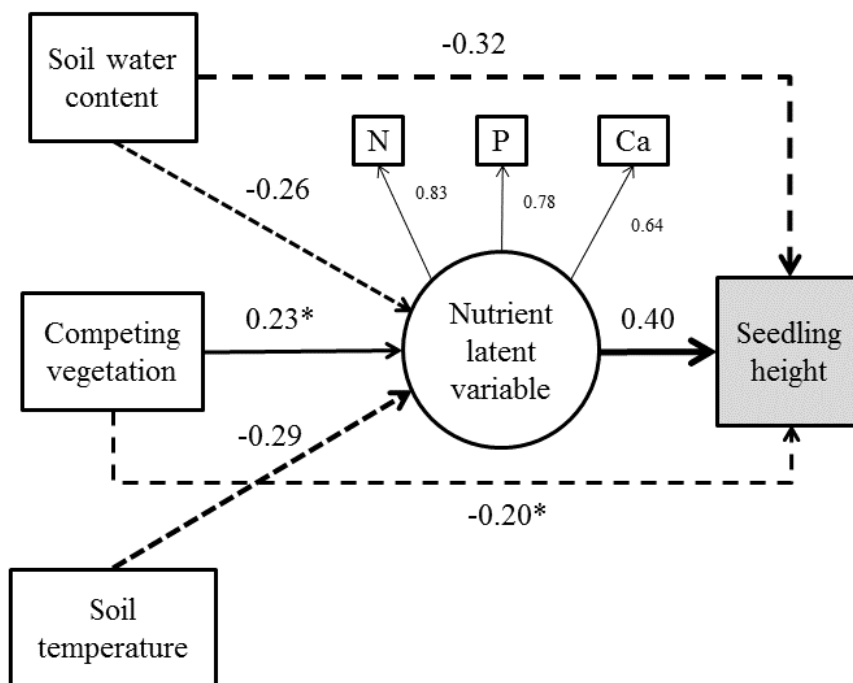 -0.32
Soil water
content
N
P
Ca
-0.26
0.83
0.78
0.64
Competing
vegetation
0.23*
Nutrient
latent
variable
0.40
Seedling
height
-0.29
-0.20*
Soil
temperature